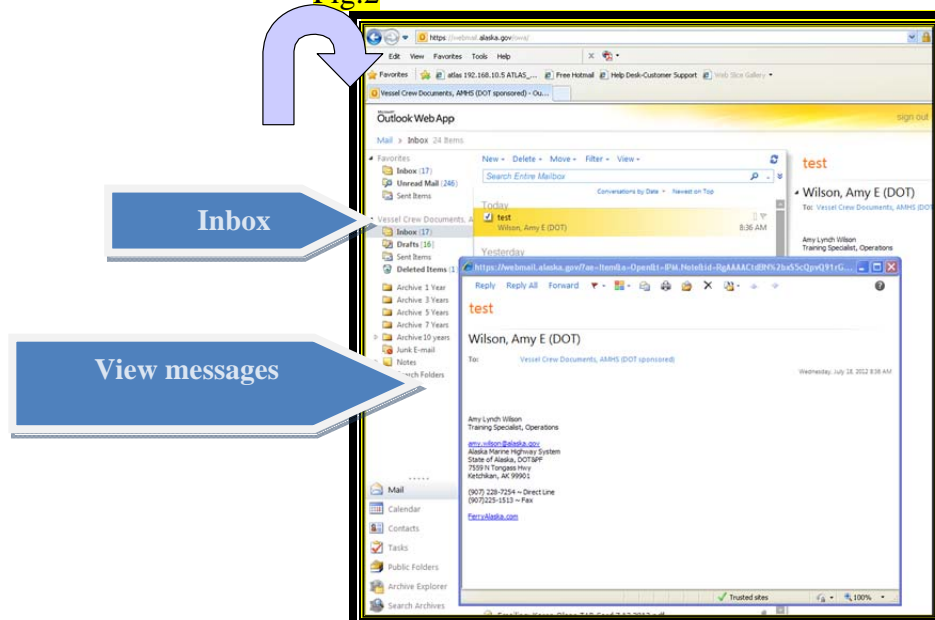 Fig.2
https://webmail.alaska.gov/owa/
Edit View Favorites Tools Help
Favorites atlas 192.168.10.5 ATLAS_... Free Hotmail Help Desk-Customer Support Web Slice Gallery
Vessel Crew Documents, AMHS (DOT sponsored) - Ou...
Microsoft
Outlook Web App
sign out
Mail > Inbox 24 Items
Favorites
Inbox (17)
Unread Mail (246)
Sent Items
Vessel Crew Documents, A
Inbox (17)
Drafts [16]
Sent Items
Deleted Items (1
Archive 1 Year
Archive 3 Years
Archive 5 Years
Archive 7 Years
Archive 10 years
Junk E-mail
Notes
Search Folders
Mail
Calendar
Contacts
Tasks
Public Folders
Archive Explorer
Search Archives
Inbox
View messages
New Delete Move Filter View
Search Entire Mailbox
Conversations by Date Newest on Top
Today
test
Wilson, Amy E (DOT)
8:36 AM
Yesterday
test
Wilson, Amy E (DOT)
To: Vessel Crew Documents, AMHS (DOT
Amy Lynch Wilson
Training Specialist, Operations
Reply Reply All Forward
test
Wilson, Amy E (DOT)
To: Vessel Crew Documents, AMHS (DOT sponsored)
Wednesday, July 18, 2012 8:36 AM
Amy Lynch Wilson
Training Specialist, Operations
amy.wilson@alaska.gov
Alaska Marine Highway System
State of Alaska, DOT&PF
7559 N Tongass Hwy
Ketchikan, AK 99901
(907) 228-7254 ~ Direct Line
(907)225-1513 ~ Fax
FerryAlaska.com
Trusted sites
100%